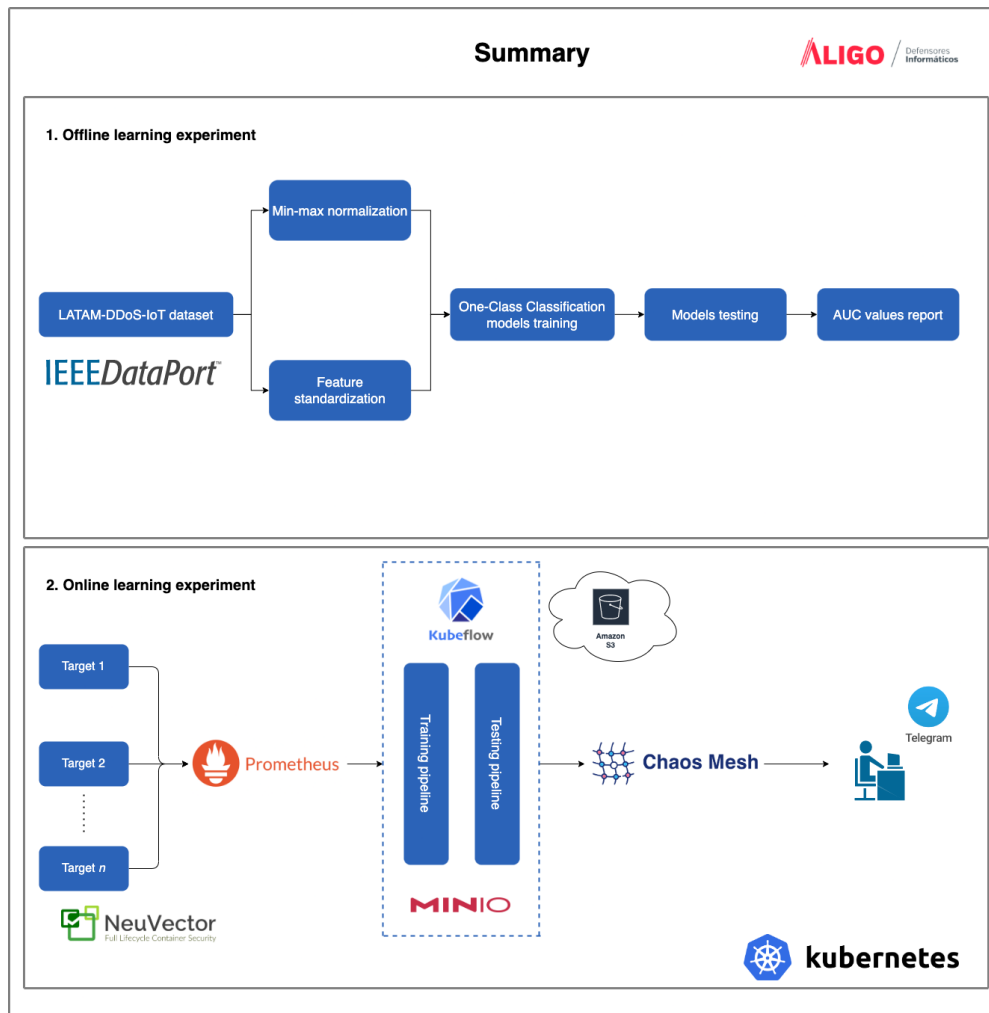 Summary
ALIGO
Defensores
Informáticos
1. Offline learning experiment
Min-max normalization
LATAM-DDoS-IoT dataset
IEEEDataPort™
Feature
standardization
One-Class Classification
models training
Models testing
AUC values report
2. Online learning experiment
Target 1
Target 2
Target n
NeuVector
Full Lifecycle Container Security
Prometheus
Kubeflow
Training pipeline
Testing pipeline
MINIO
Amazon
S3
Chaos Mesh
Telegram
kubernetes